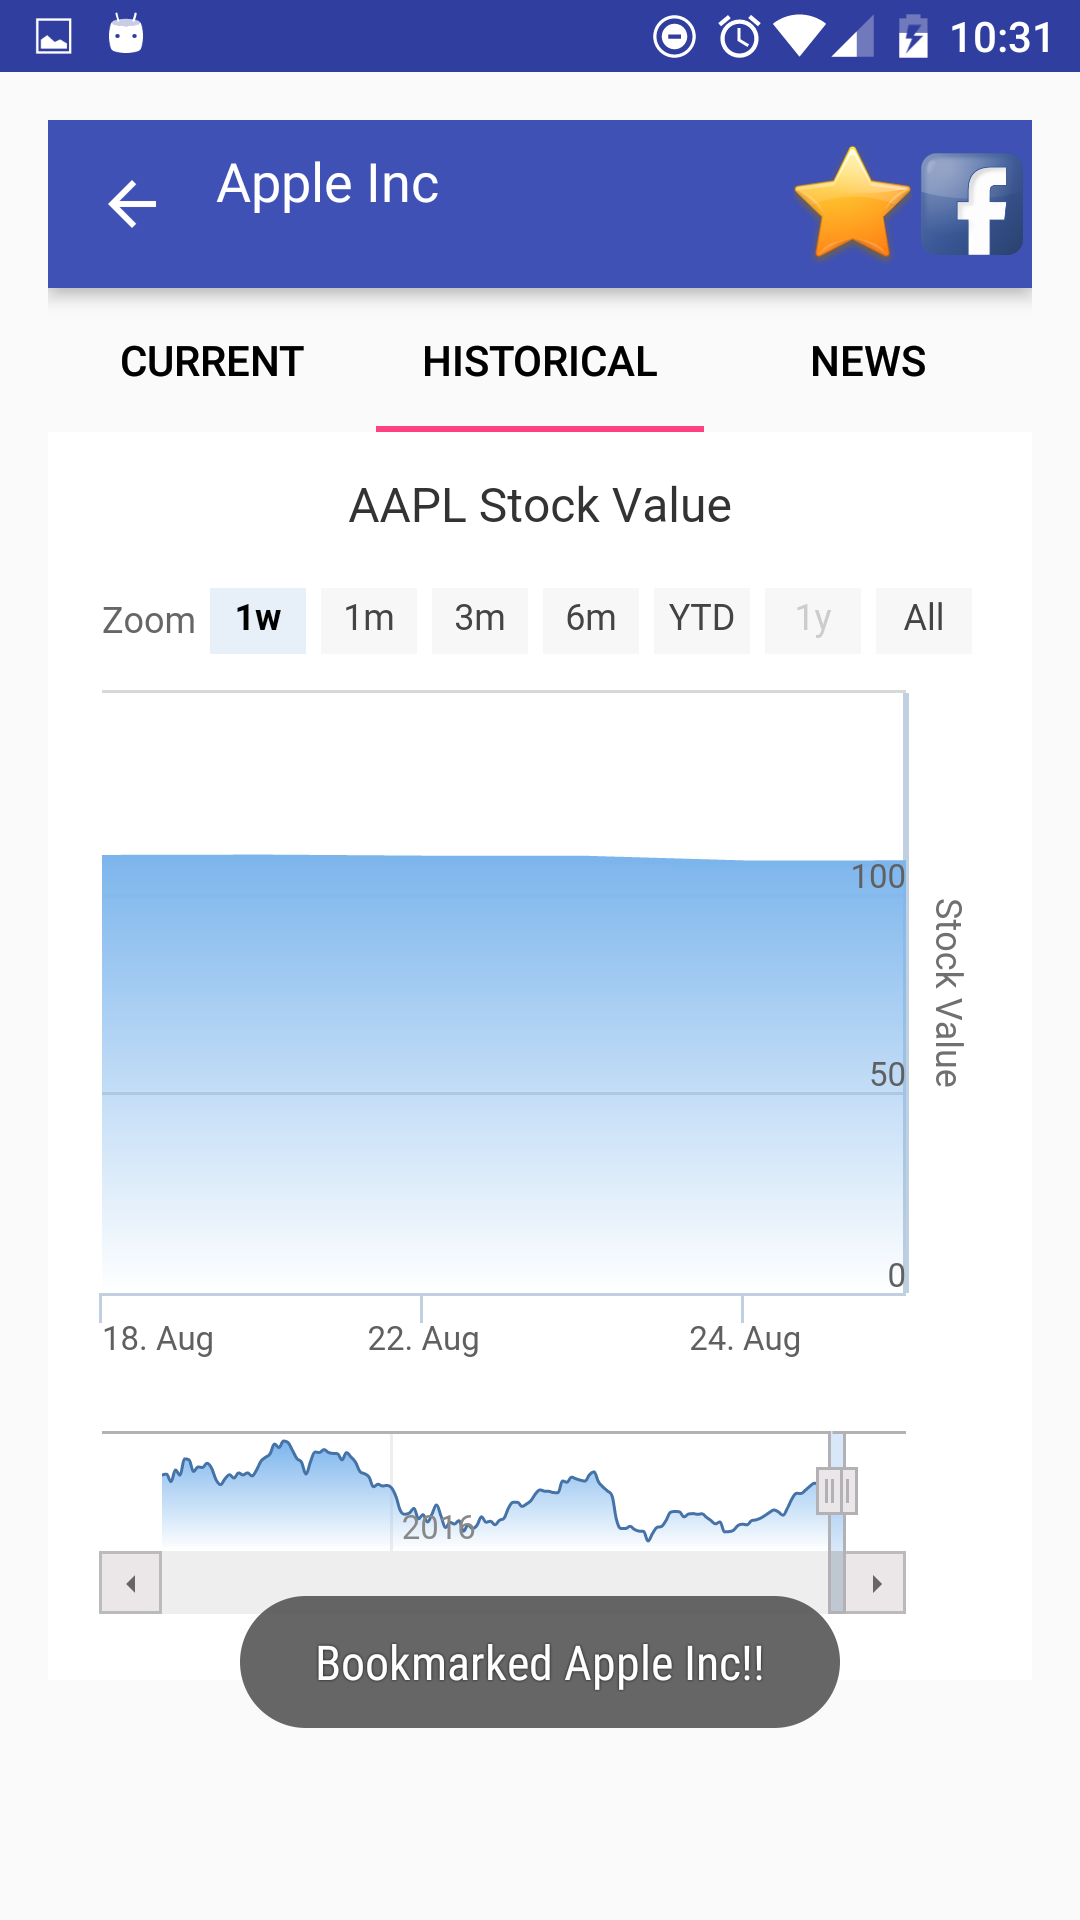 10:31
Apple Inc
CURRENT HISTORICAL NEWS
AAPL Stock Value
Zoom 1w 1m 3m 6m YTD 1y All
100
Stock Value
50
0
18. Aug 22. Aug 24. Aug
2016
Bookmarked Apple Inc!!